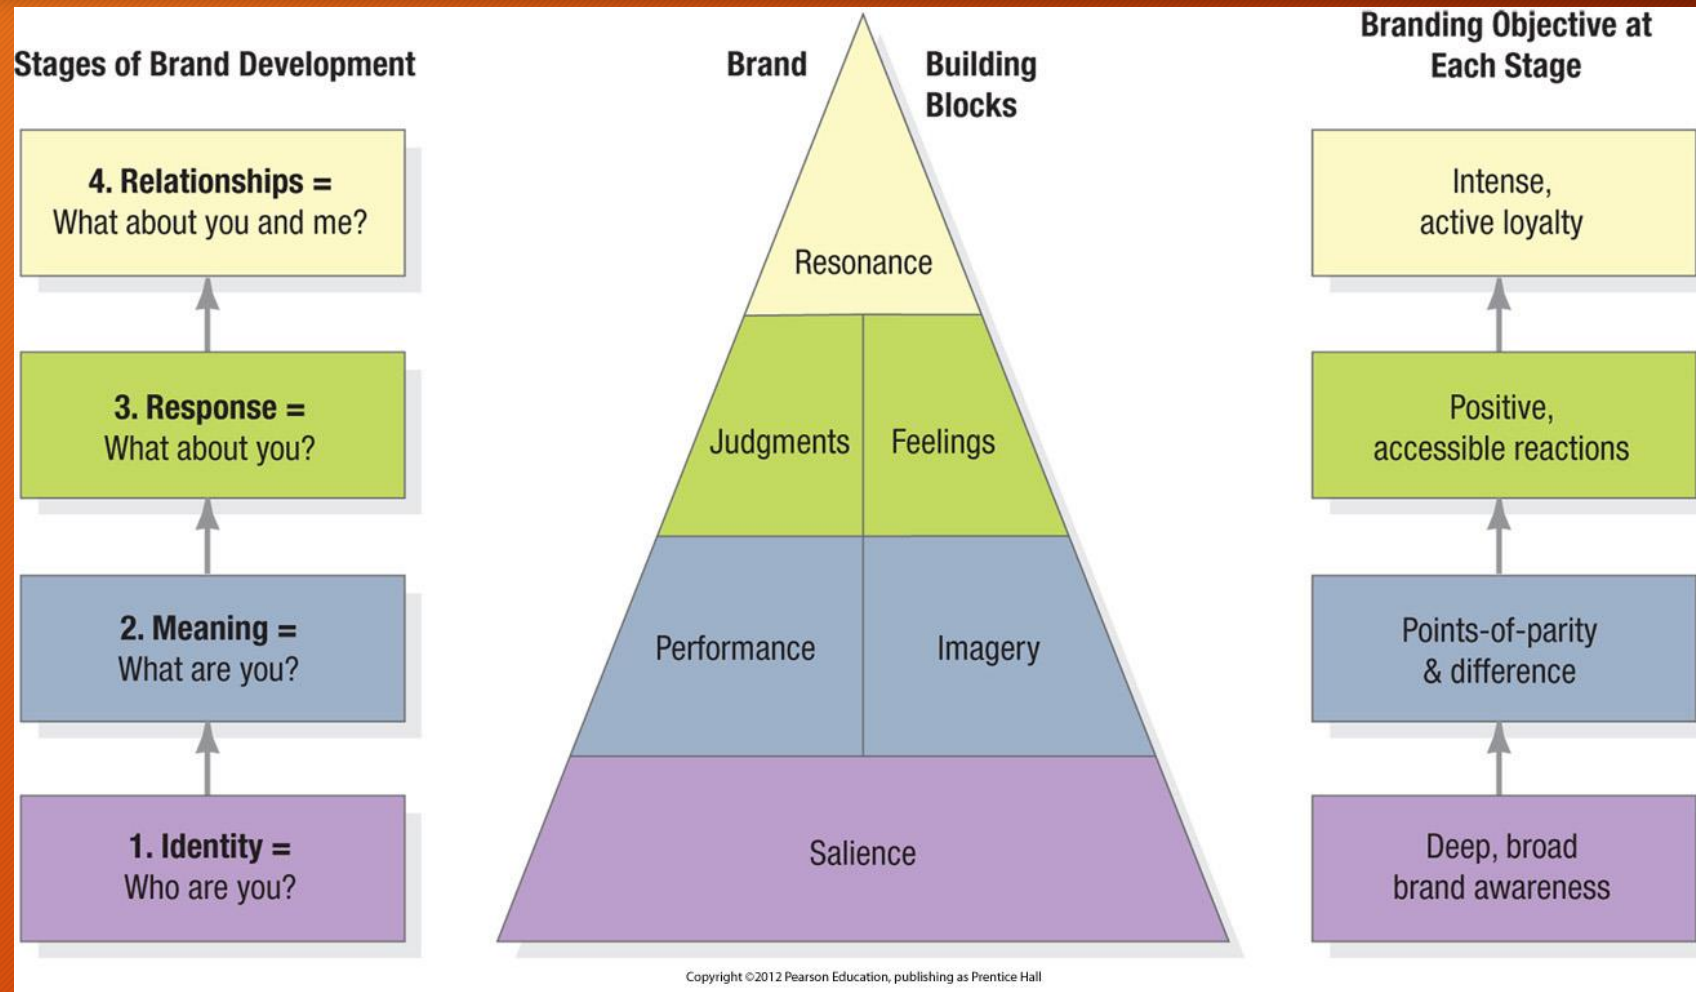 Stages of Brand Development
4. Relationships =
What about you and me?
3. Response =
What about you?
2. Meaning =
What are you?
1. Identity =
Who are you?
Brand
Building
Blocks
Resonance
Judgments
Feelings
Performance
Imagery
Salience
Branding Objective at
Each Stage
Intense,
active loyalty
Positive,
accessible reactions
Points-of-parity
& difference
Deep, broad
brand awareness
Copyright ©2012 Pearson Education, publishing as Prentice Hall